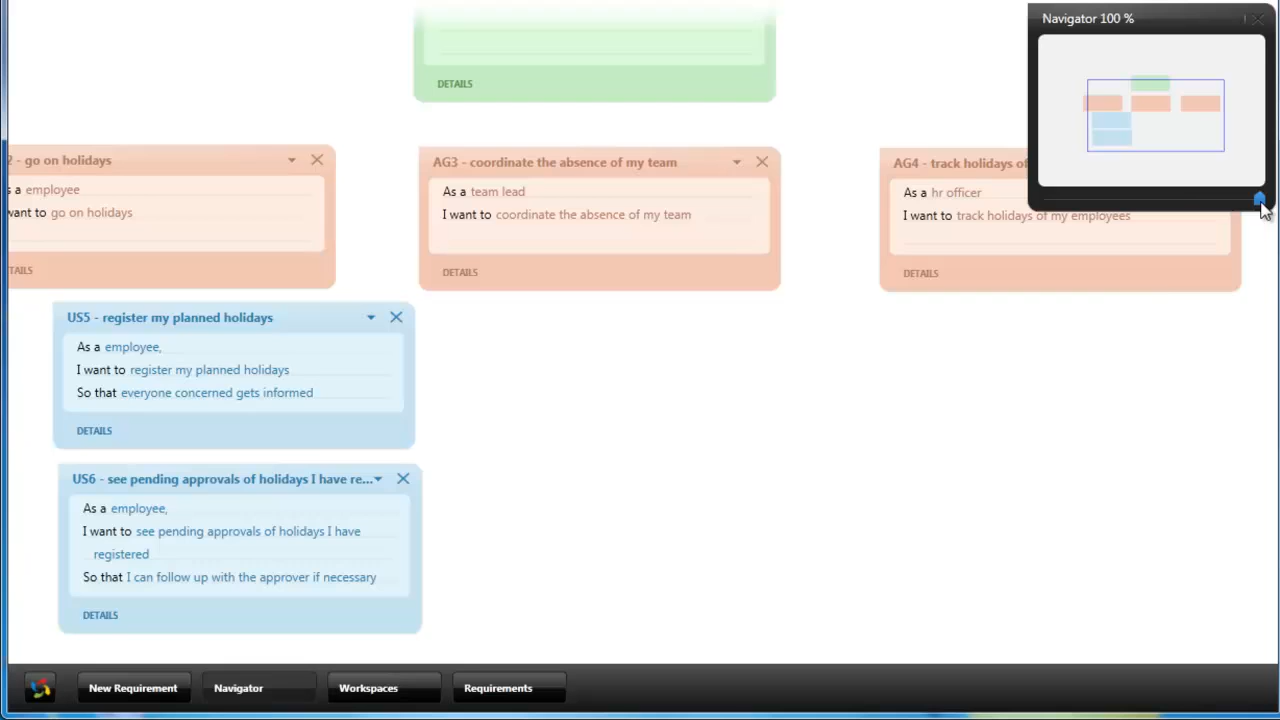 Navigator 100 %
DETAILS
2 - go on holidays
s a employee
want to go on holidays
TAILS
AG3 - coordinate the absence of my team
As a team lead
I want to coordinate the absence of my team
DETAILS
AG4 - track holidays of
As a hr officer
I want to track holidays of my employees
DETAILS
US5 - register my planned holidays
As a employee,
I want to register my planned holidays
So that everyone concerned gets informed
DETAILS
US6 - see pending approvals of holidays I have re...
As a employee,
I want to see pending approvals of holidays I have
registered
So that I can follow up with the approver if necessary
DETAILS
New Requirement
Navigator
Workspaces
Requirements